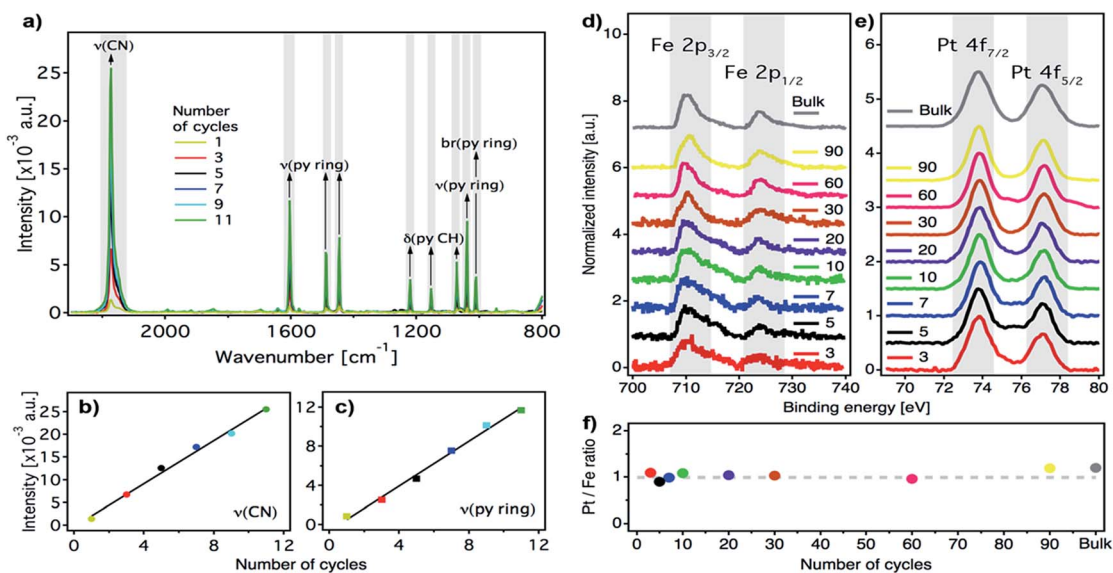 a)
ν(CN)
Number
of cycles
1
3
5
7
9
11
ν(py ring)
br(py ring)
ν(py ring)
δ(py CH)
Intensity [x10⁻³ a.u.]
25
20
15
10
5
0
2000
1600
1200
800
Wavenumber [cm⁻¹]
b)
Intensity [x10⁻³ a.u.]
25
20
15
10
5
0
ν(CN)
0
4
8
12
c)
12
8
4
0
ν(py ring)
0
4
8
12
Number of cycles
Number of cycles
d)
Normalized intensity [a.u.]
10
8
6
4
2
0
Fe 2p3/2
Fe 2p1/2
Bulk
90
60
30
20
10
7
5
3
700
710
720
730
740
e)
6
5
4
3
2
1
0
Pt 4f7/2
Pt 4f5/2
Bulk
90
60
30
20
10
7
5
3
70
72
74
76
78
80
Binding energy [eV]
f)
Pt / Fe ratio
2
1
0
0
10
20
30
40
50
60
70
80
90
Bulk
Number of cycles